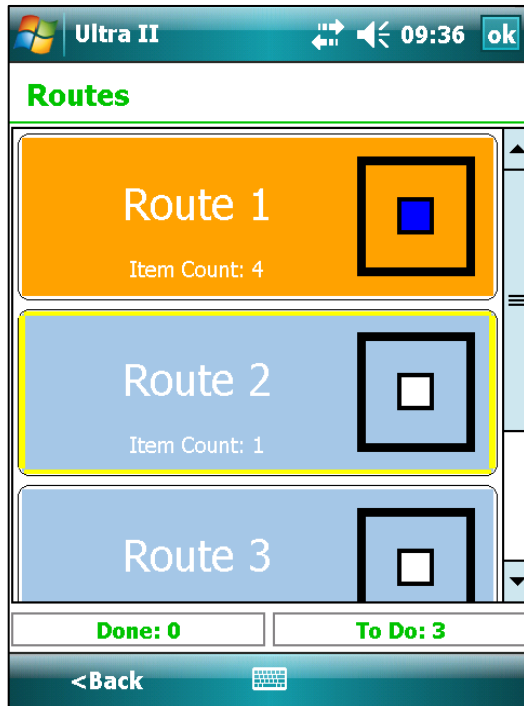 Ultra II 09:36 ok
Routes
Route 1
Item Count: 4
Route 2
Item Count: 1
Route 3
Done: 0 To Do: 3
<Back